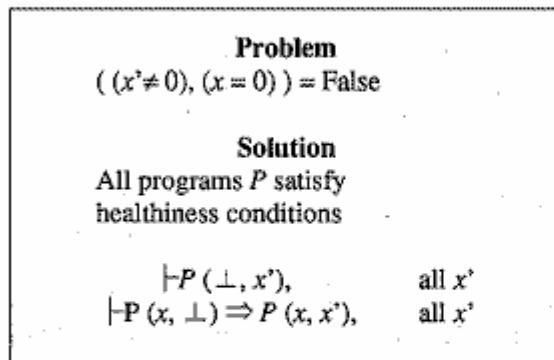 Problem
( (x’≠ 0), (x = 0) ) = False
Solution
All programs P satisfy
healthiness conditions
⊢P (⊥, x’), all x’
⊢P (x, ⊥) ⇒ P (x, x’), all x’